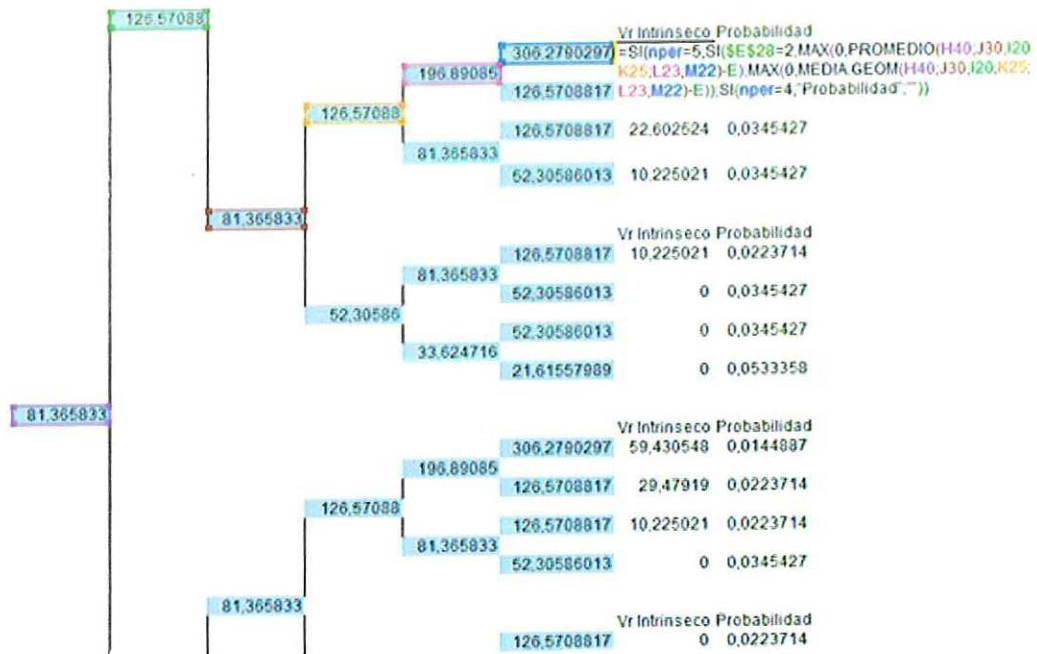 126,57088
Vr Intrinseco Probabilidad
306,2790297 =SI(nper=5,SI($E$28=2,MAX(0,PROMEDIO(H40;J30,I20
196,89085 K25;L23,M22)-E),MAX(0,MEDIA.GEOM(H40;J30,I20,K25;
126,5708817 L23,M22)-E)),SI(nper=4,"Probabilidad",""))
126,57088
126,5708817 22,602524 0,0345427
81,365833
52,30586013 10,225021 0,0345427
81,365833
Vr Intrinseco Probabilidad
126,5708817 10,225021 0,0223714
81,365833
52,30586013 0 0,0345427
52,30586
52,30586013 0 0,0345427
33,624716
21,61557989 0 0,0533358
81,365833
Vr Intrinseco Probabilidad
306,2790297 59,430548 0,0144887
196,89085
126,5708817 29,47919 0,0223714
126,57088
126,5708817 10,225021 0,0223714
81,365833
52,30586013 0 0,0345427
81,365833
Vr Intrinseco Probabilidad
126,5708817 0 0,0223714